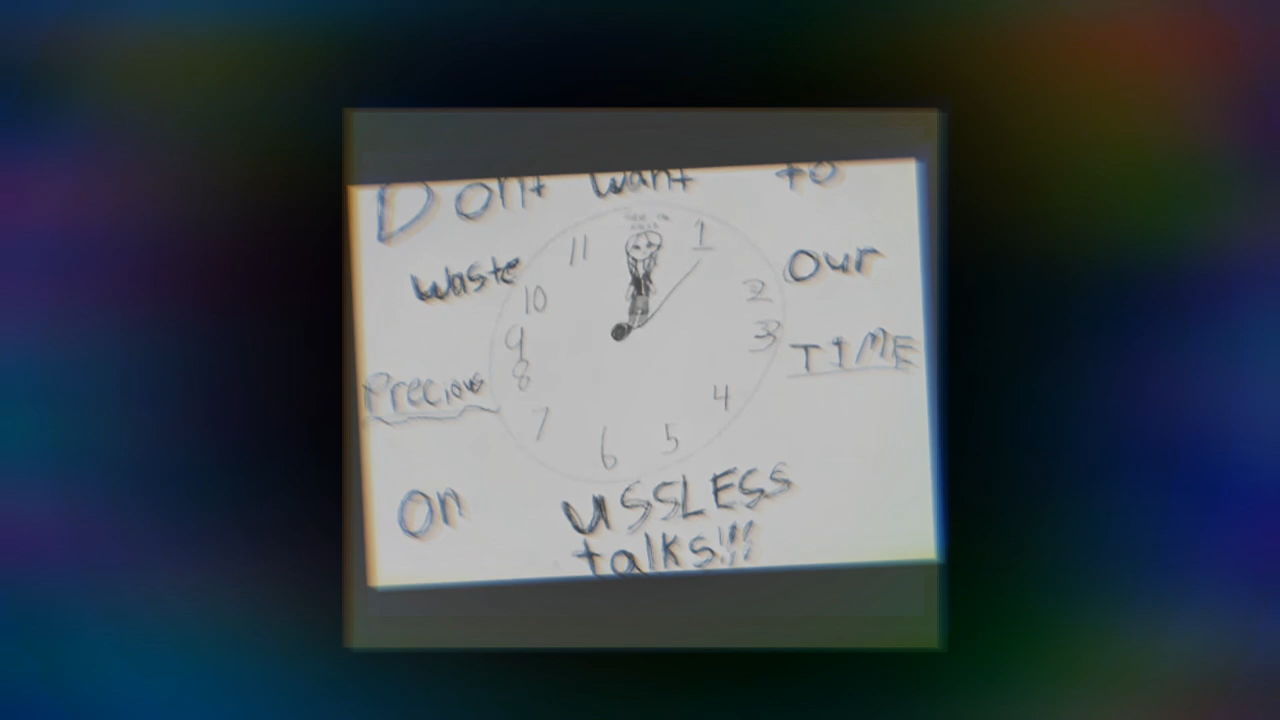 Dont want to
waste our
11 1
10 2
9 3
8
Precious TIME
7 4
6 5
On ussLESS
talks!!!